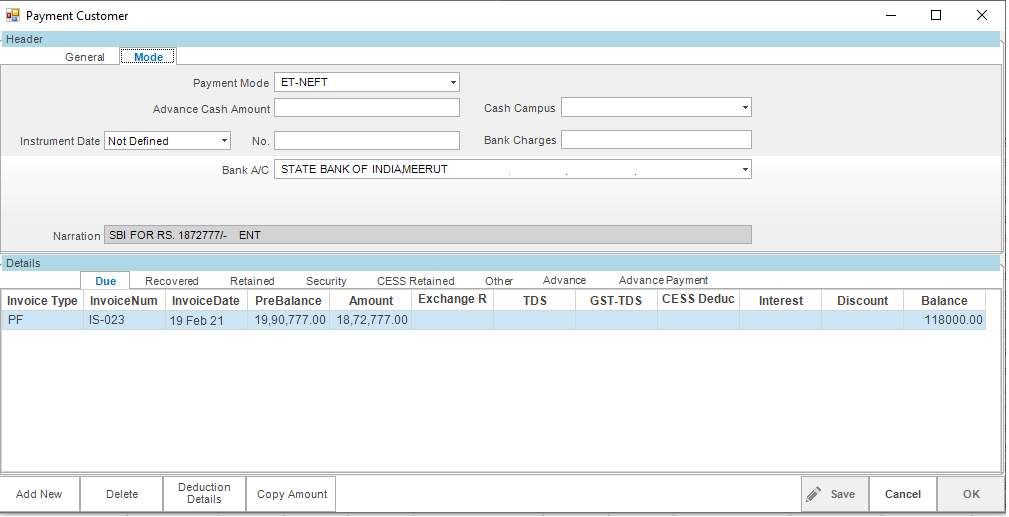 Payment Customer
Header
General Mode
Payment Mode ET-NEFT
Advance Cash Amount Cash Campus
Instrument Date Not Defined No. Bank Charges
Bank A/C STATE BANK OF INDIA,MEERUT
Narration SBI FOR RS. 1872777/- ENT
Details
Due Recovered Retained Security CESS Retained Other Advance Advance Payment
Invoice Type InvoiceNum InvoiceDate PreBalance Amount Exchange R TDS GST-TDS CESS Deduc Interest Discount Balance
PF IS-023 19 Feb 21 19,90,777.00 18,72,777.00 118000.00
Add New Delete Deduction Details Copy Amount Save Cancel OK